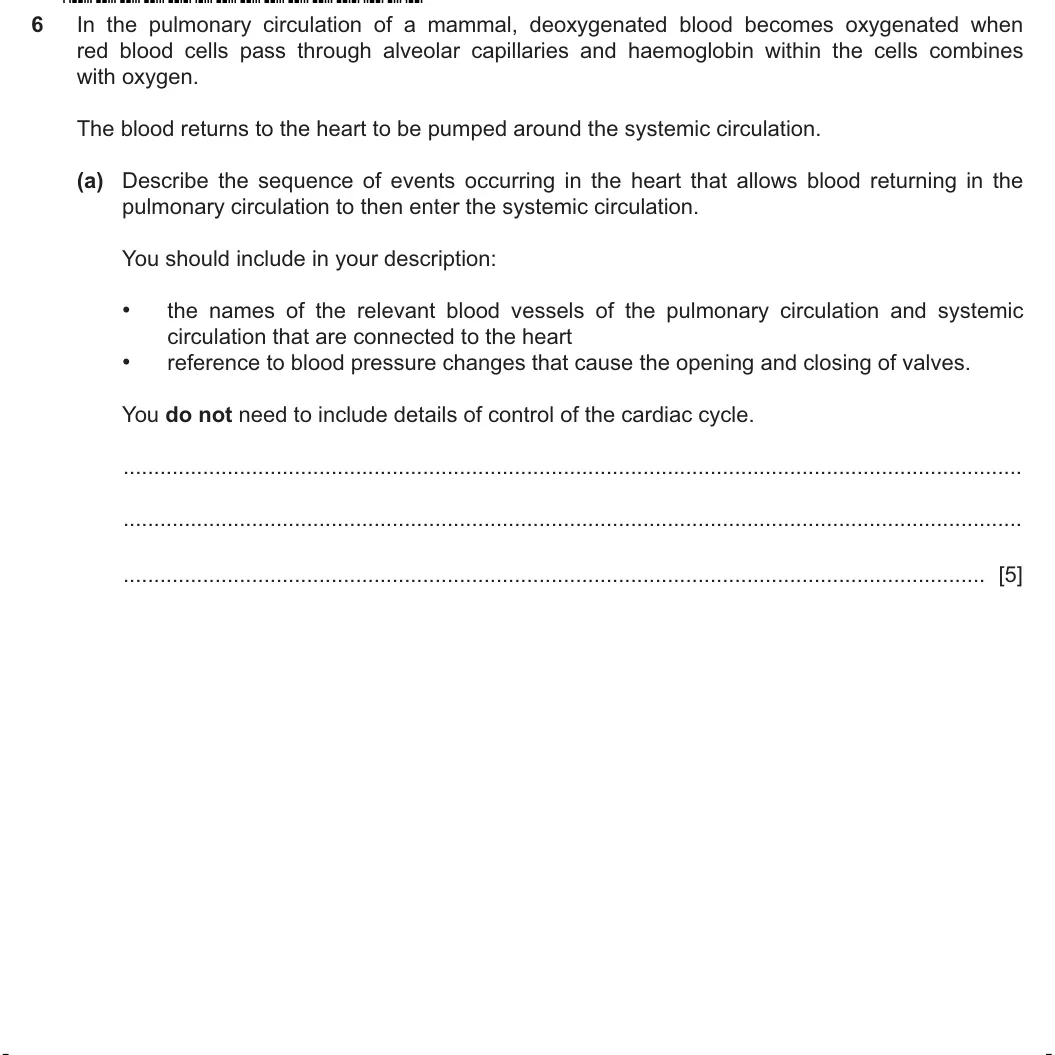 6 In the pulmonary circulation of a mammal, deoxygenated blood becomes oxygenated when
red blood cells pass through alveolar capillaries and haemoglobin within the cells combines
with oxygen.
The blood returns to the heart to be pumped around the systemic circulation.
(a) Describe the sequence of events occurring in the heart that allows blood returning in the
pulmonary circulation to then enter the systemic circulation.
You should include in your description:
• the names of the relevant blood vessels of the pulmonary circulation and systemic
circulation that are connected to the heart
• reference to blood pressure changes that cause the opening and closing of valves.
You do not need to include details of control of the cardiac cycle.
..........................................................................................................................................................
..........................................................................................................................................................
.................................................................................................................................................... [5]